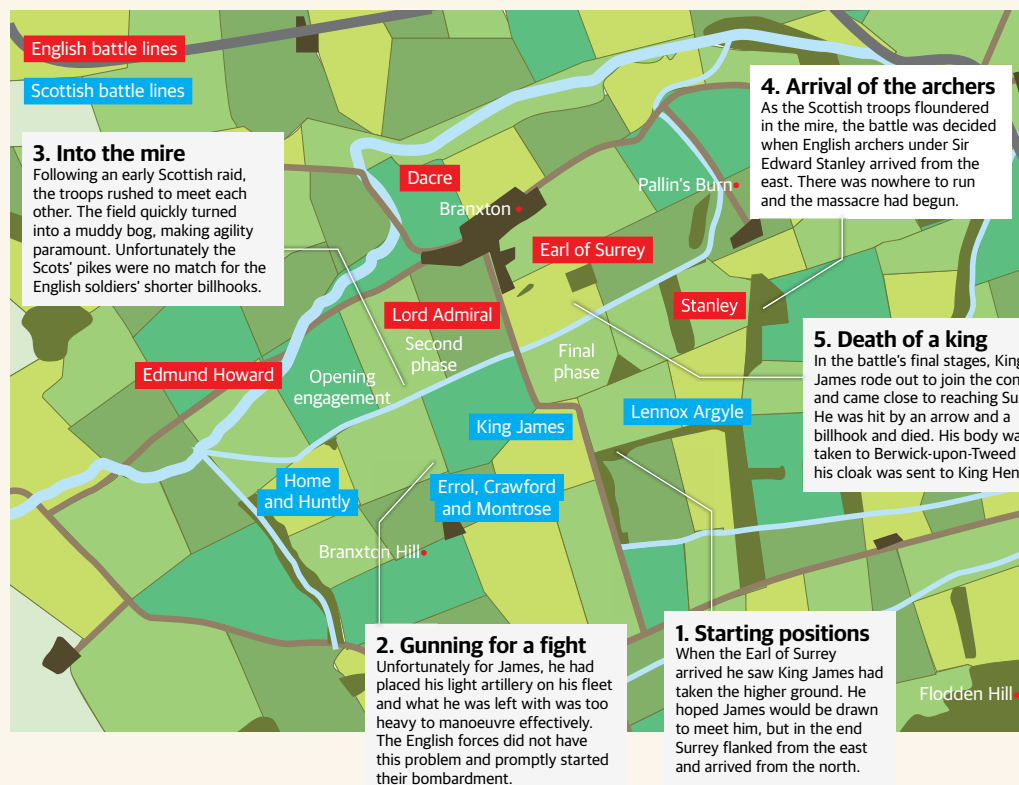 English battle lines
Scottish battle lines
3. Into the mire
Following an early Scottish raid,
the troops rushed to meet each
other. The field quickly turned
into a muddy bog, making agility
paramount. Unfortunately the
Scots' pikes were no match for the
English soldiers' shorter billhooks.
4. Arrival of the archers
As the Scottish troops floundered
in the mire, the battle was decided
when English archers under Sir
Edward Stanley arrived from the
east. There was nowhere to run
and the massacre had begun.
Dacre
Branxton
Pallin's Burn
Earl of Surrey
Stanley
Lord Admiral
Second
phase
Final
phase
Edmund Howard
Opening
engagement
5. Death of a king
In the battle's final stages, King
James rode out to join the
and came close to reaching
He was hit by an arrow and a
billhook and died. His body
taken to Berwick-upon-Tweed
his cloak was sent to King
Lennox Argyle
King James
Home
and Huntly
Errol, Crawford
and Montrose
Branxton Hill
2. Gunning for a fight
Unfortunately for James, he had
placed his light artillery on his fleet
and what he was left with was too
heavy to manoeuvre effectively.
The English forces did not have
this problem and promptly started
their bombardment.
1. Starting positions
When the Earl of Surrey
arrived he saw King James had
taken the higher ground. He
hoped James would be drawn
to meet him, but in the end
Surrey flanked from the east
and arrived from the north.
Flodden Hill